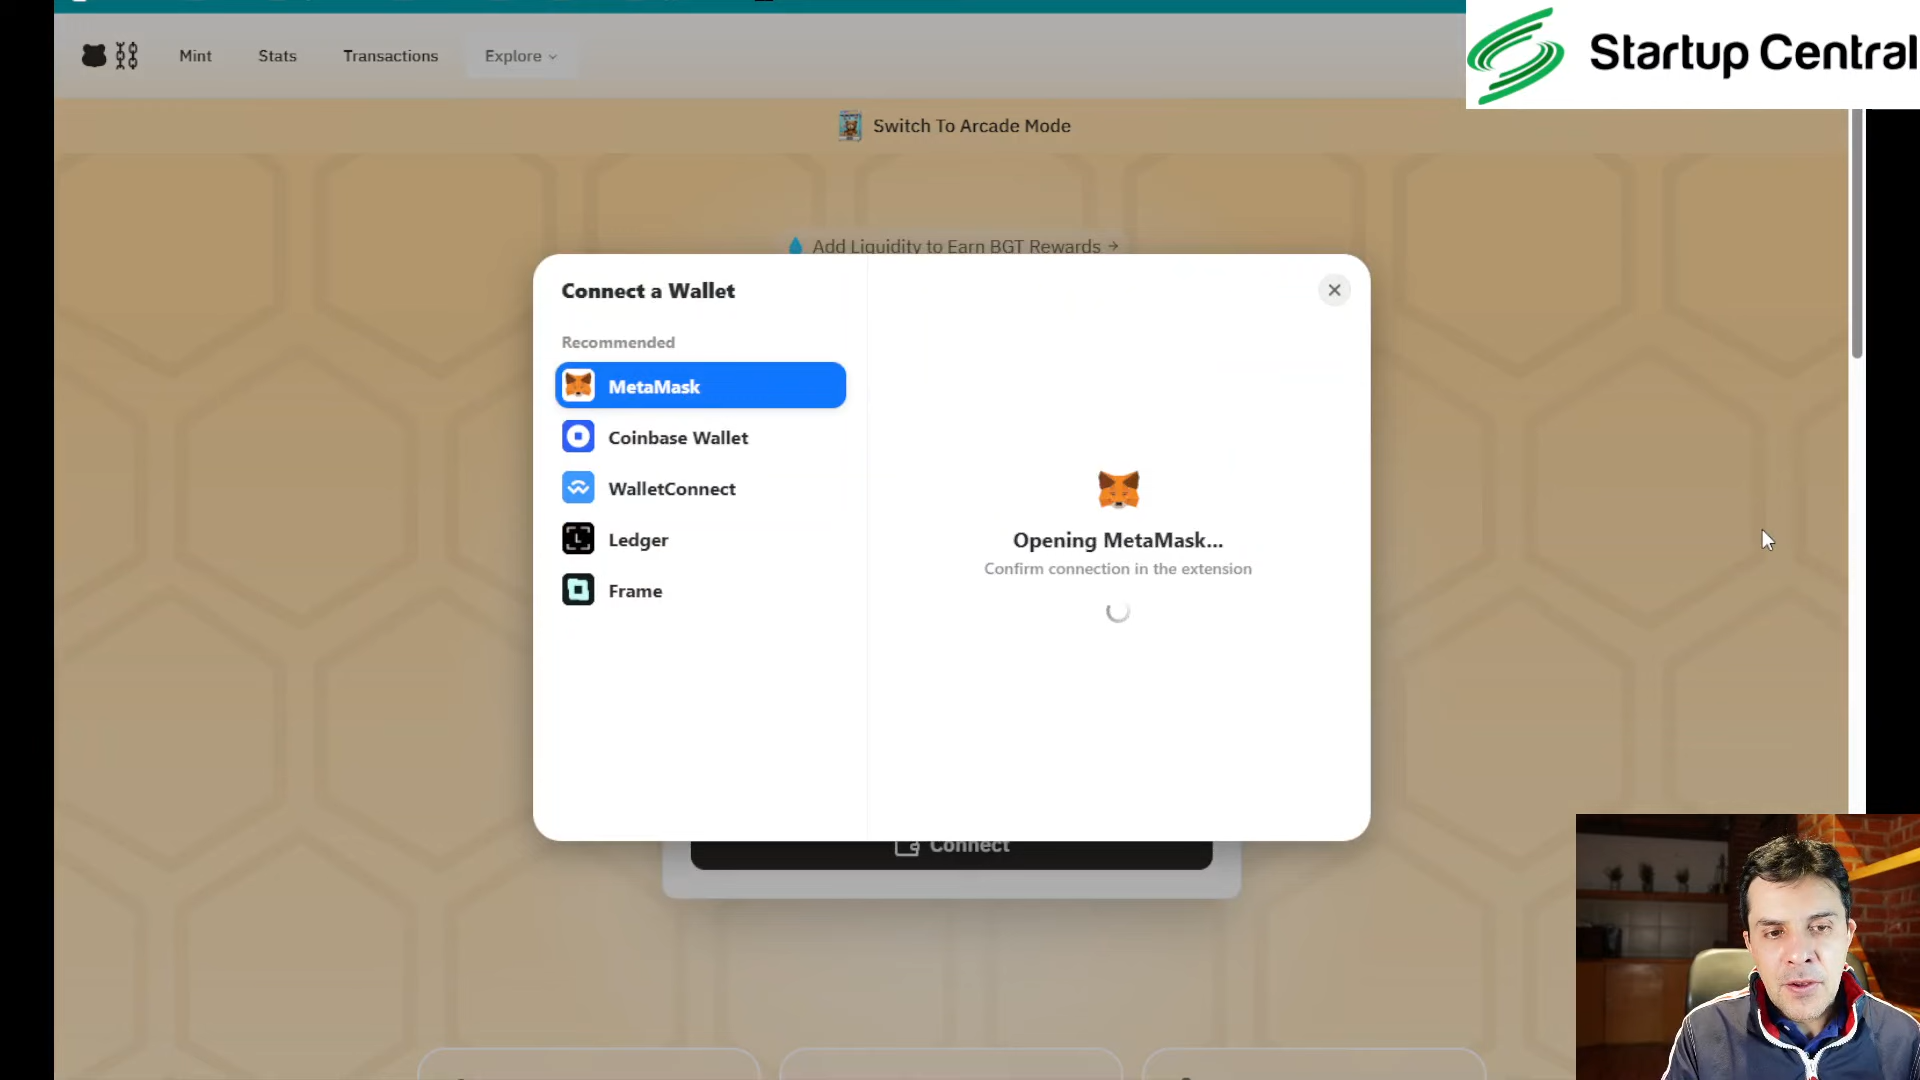 Mint
Stats
Transactions
Explore
Startup Central
Switch To Arcade Mode
Add Liquidity to Earn BGT Rewards →
Connect a Wallet
Recommended
MetaMask
Coinbase Wallet
WalletConnect
Ledger
Frame
Opening MetaMask...
Confirm connection in the extension
Connect